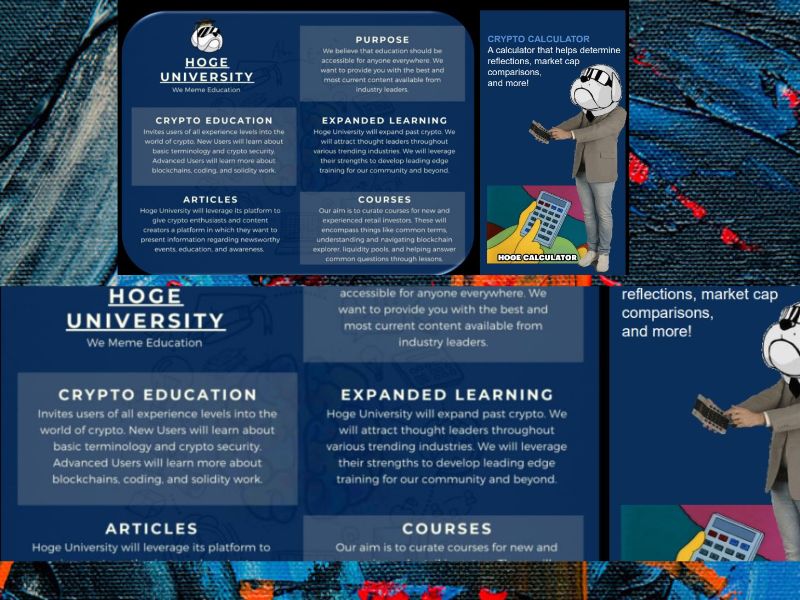 HOGE
UNIVERSITY
We Meme Education
PURPOSE
We believe that education should be
accessible for anyone everywhere. We
want to provide you with the best and
most current content available from
industry leaders.
CRYPTO EDUCATION
Invites users of all experience levels into the
world of crypto. New Users will learn about
basic terminology and crypto security.
Advanced Users will learn more about
blockchains, coding, and solidity work.
EXPANDED LEARNING
Hoge University will expand past crypto. We
will attract thought leaders throughout
various trending industries. We will leverage
their strengths to develop leading edge
training for our community and beyond.
ARTICLES
Hoge University will leverage its platform to
give crypto enthusiasts and content
creators a platform in which they want to
present information regarding newsworthy
events, education, and awareness.
COURSES
Our aim is to curate courses for new and
experienced retail investors. These will
encompass things like common terms,
understanding and navigating blockchain
explorer, liquidity pools, and helping answer
common questions through lessons.
CRYPTO CALCULATOR
A calculator that helps determine
reflections, market cap
comparisons,
and more!
HOGE CALCULATOR
HOGE
UNIVERSITY
We Meme Education
accessible for anyone everywhere. We
want to provide you with the best and
most current content available from
industry leaders.
CRYPTO EDUCATION
Invites users of all experience levels into the
world of crypto. New Users will learn about
basic terminology and crypto security.
Advanced Users will learn more about
blockchains, coding, and solidity work.
EXPANDED LEARNING
Hoge University will expand past crypto. We
will attract thought leaders throughout
various trending industries. We will leverage
their strengths to develop leading edge
training for our community and beyond.
ARTICLES
Hoge University will leverage its platform to
COURSES
Our aim is to curate courses for new and
reflections, market cap
comparisons,
and more!